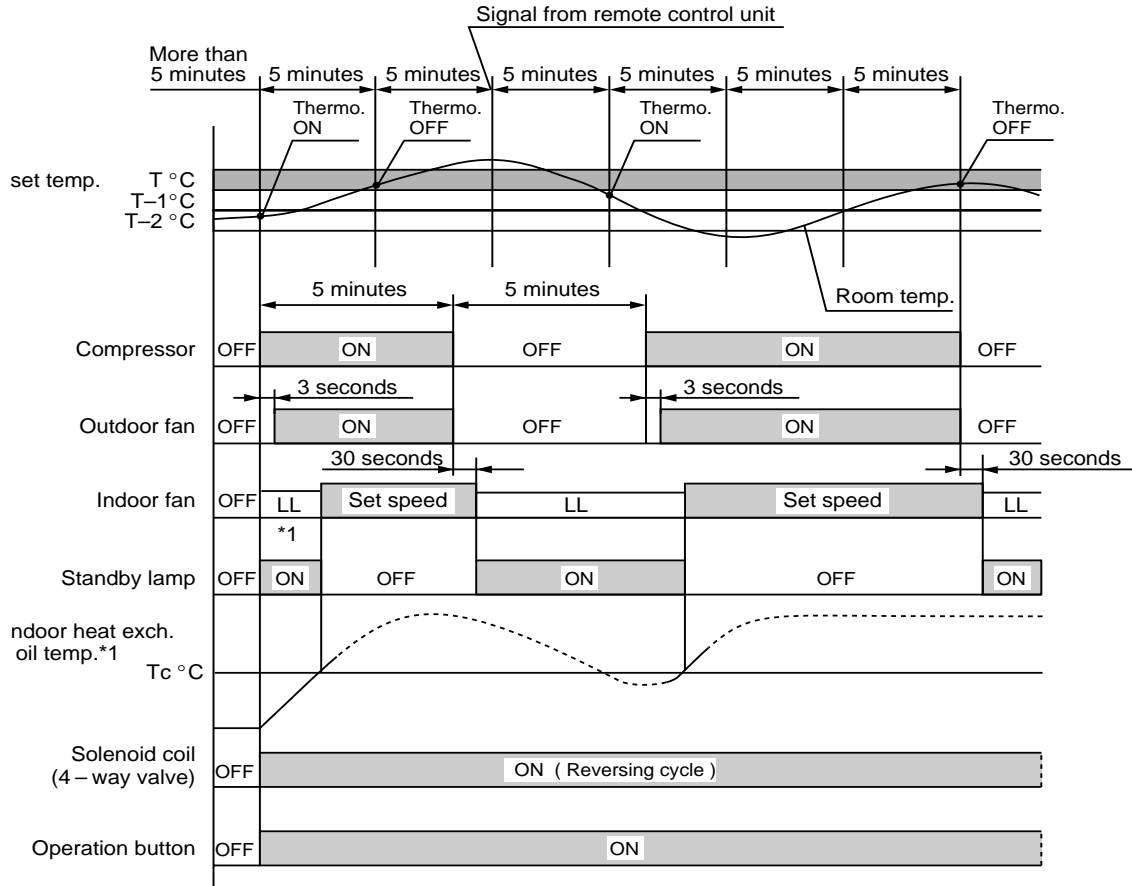 Signal from remote control unit
More than
5 minutes 5 minutes 5 minutes 5 minutes 5 minutes 5 minutes 5 minutes
Thermo. ON
Thermo. OFF
Thermo. ON
Thermo. OFF
set temp. T °C
T–1°C
T–2 °C
5 minutes 5 minutes
Room temp.
Compressor OFF ON OFF ON OFF
3 seconds 3 seconds
Outdoor fan OFF ON OFF ON OFF
30 seconds 30 seconds
Indoor fan OFF LL Set speed LL Set speed LL
*1
Standby lamp OFF ON OFF ON OFF ON
ndoor heat exch.
oil temp.*1
Tc °C
Solenoid coil
(4 – way valve) OFF ON ( Reversing cycle )
Operation button OFF ON